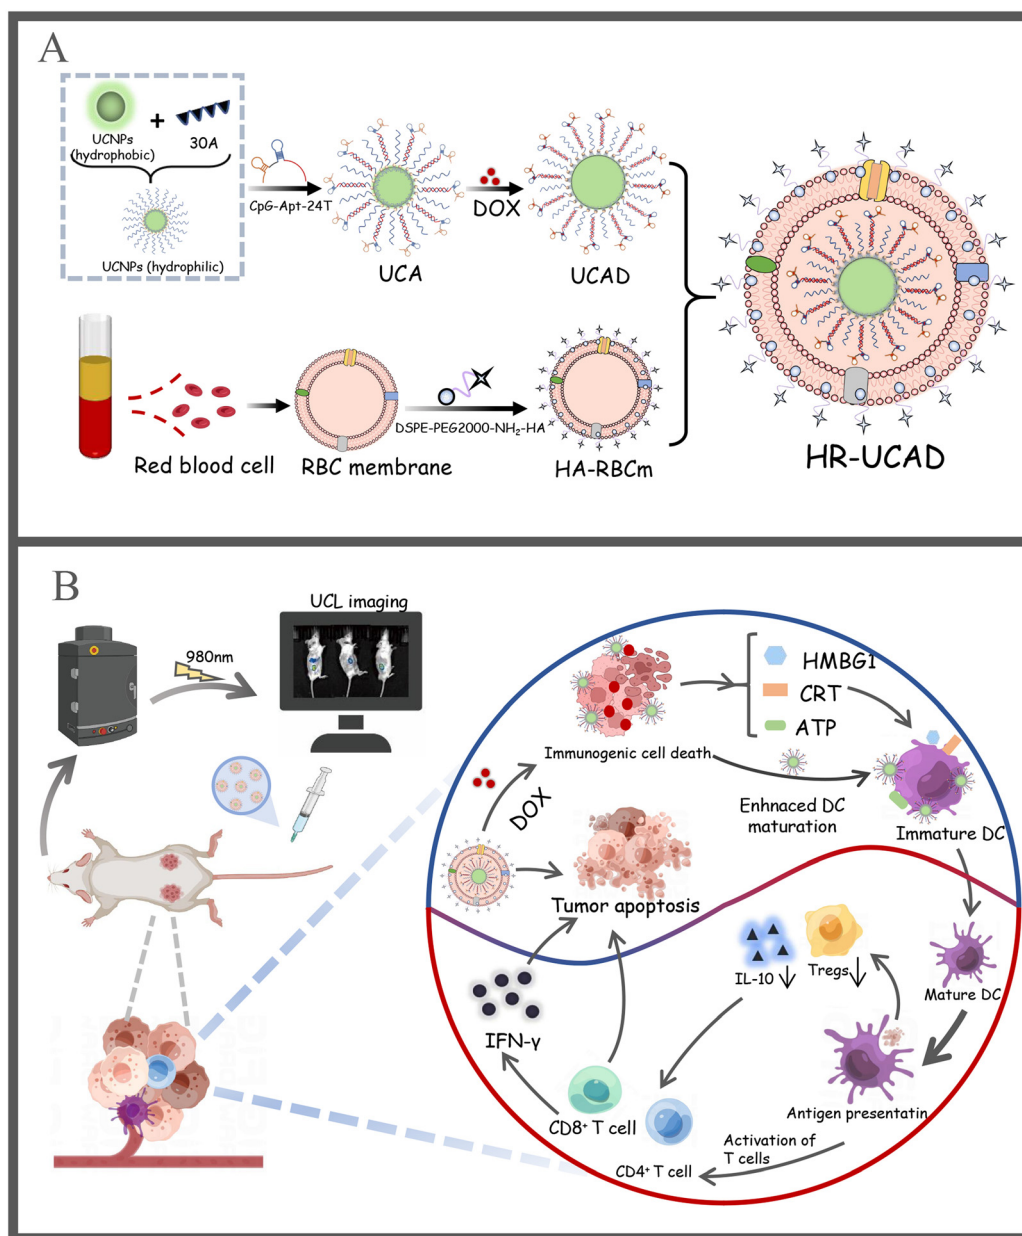 A
UCNPs
(hydrophobic)
+
30A
UCNPs (hydrophilic)
CpG-Apt-24T
UCA
DOX
UCAD
Red blood cell
RBC membrane
DSPE-PEG2000-NH₂-HA
HA-RBCm
HR-UCAD
B
980nm
UCL imaging
Immunogenic cell death
HMBG1
CRT
ATP
DOX
Enhnaced DC
maturation
Immature DC
Tumor apoptosis
IL-10
Tregs
Mature DC
IFN-γ
CD8⁺ T cell
CD4⁺ T cell
Antigen presentatin
Activation of
T cells